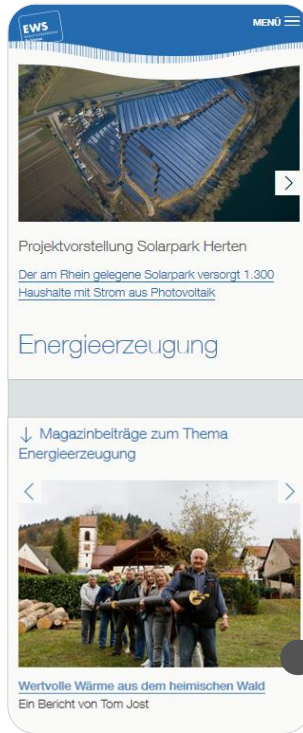 EWS
MENÜ
Projektvorstellung Solarpark Herten
Der am Rhein gelegene Solarpark versorgt 1.300
Haushalte mit Strom aus Photovoltaik
Energieerzeugung
↓ Magazinbeiträge zum Thema
Energieerzeugung
Wertvolle Wärme aus dem heimischen Wald
Ein Bericht von Tom Jost